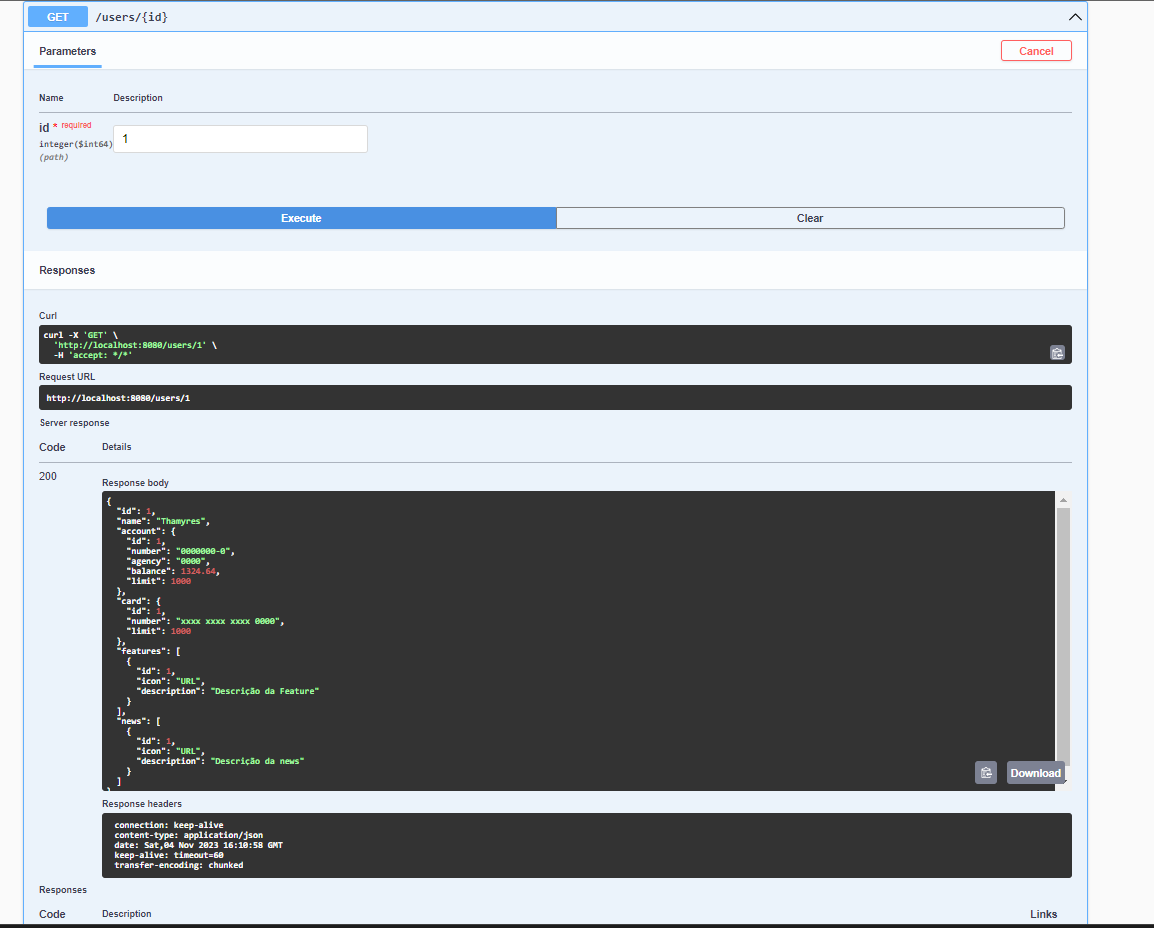 GET /users/{id}
Parameters
Cancel
Name Description
id * required
integer($int64)
(path)
1
Execute Clear
Responses
Curl
curl -X 'GET' \
  'http://localhost:8080/users/1' \
  -H 'accept: */*'
Request URL
http://localhost:8080/users/1
Server response
Code Details
200
Response body
{
  "id": 1,
  "name": "Thamyres",
  "account": {
    "id": 1,
    "number": "0000000-0",
    "agency": "0000",
    "balance": 1324.64,
    "limit": 1000
  },
  "card": {
    "id": 1,
    "number": "xxxx xxxx xxxx 0000",
    "limit": 1000
  },
  "features": [
    {
      "id": 1,
      "icon": "URL",
      "description": "Descrição da Feature"
    }
  ],
  "news": [
    {
      "id": 1,
      "icon": "URL",
      "description": "Descrição da news"
    }
  ]
Download
Response headers
connection: keep-alive
content-type: application/json
date: Sat,04 Nov 2023 16:10:58 GMT
keep-alive: timeout=60
transfer-encoding: chunked
Responses
Code Description Links